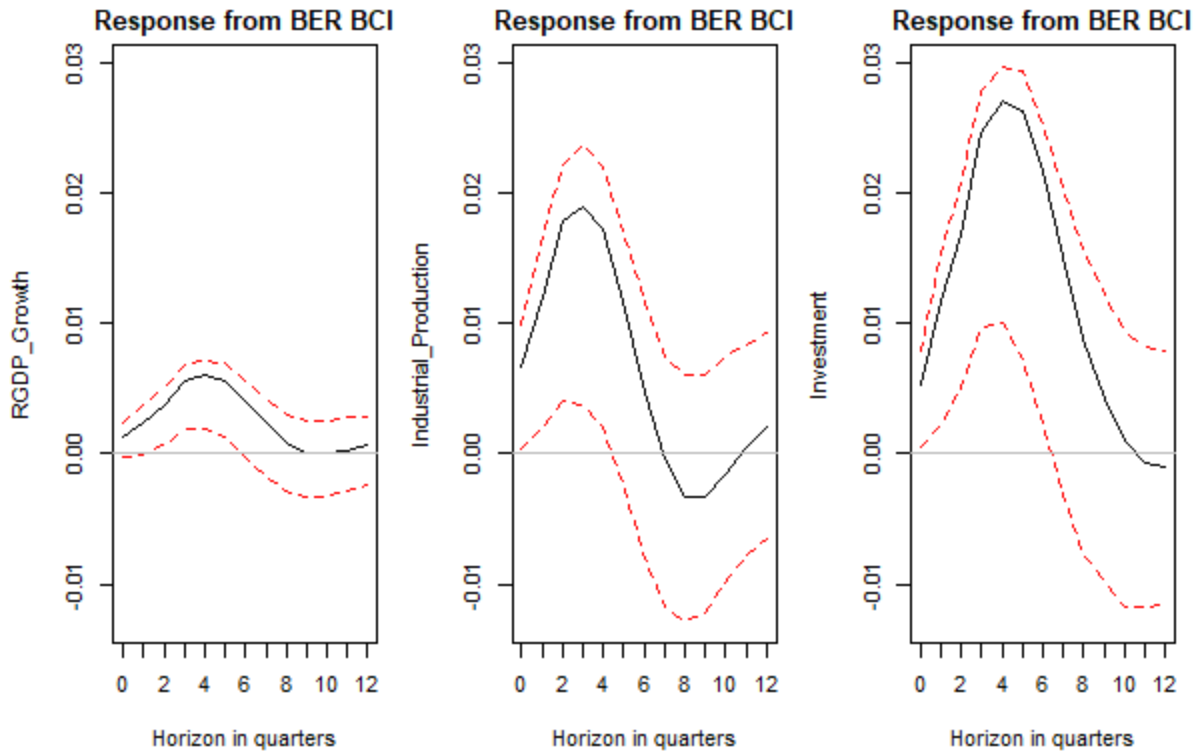 Response from BER BCI
RGDP_Growth
0.03
0.02
0.01
0.00
-0.01
0 2 4 6 8 10 12
Horizon in quarters
Response from BER BCI
Industrial_Production
0.03
0.02
0.01
0.00
-0.01
0 2 4 6 8 10 12
Horizon in quarters
Response from BER BCI
Investment
0.03
0.02
0.01
0.00
-0.01
0 2 4 6 8 10 12
Horizon in quarters